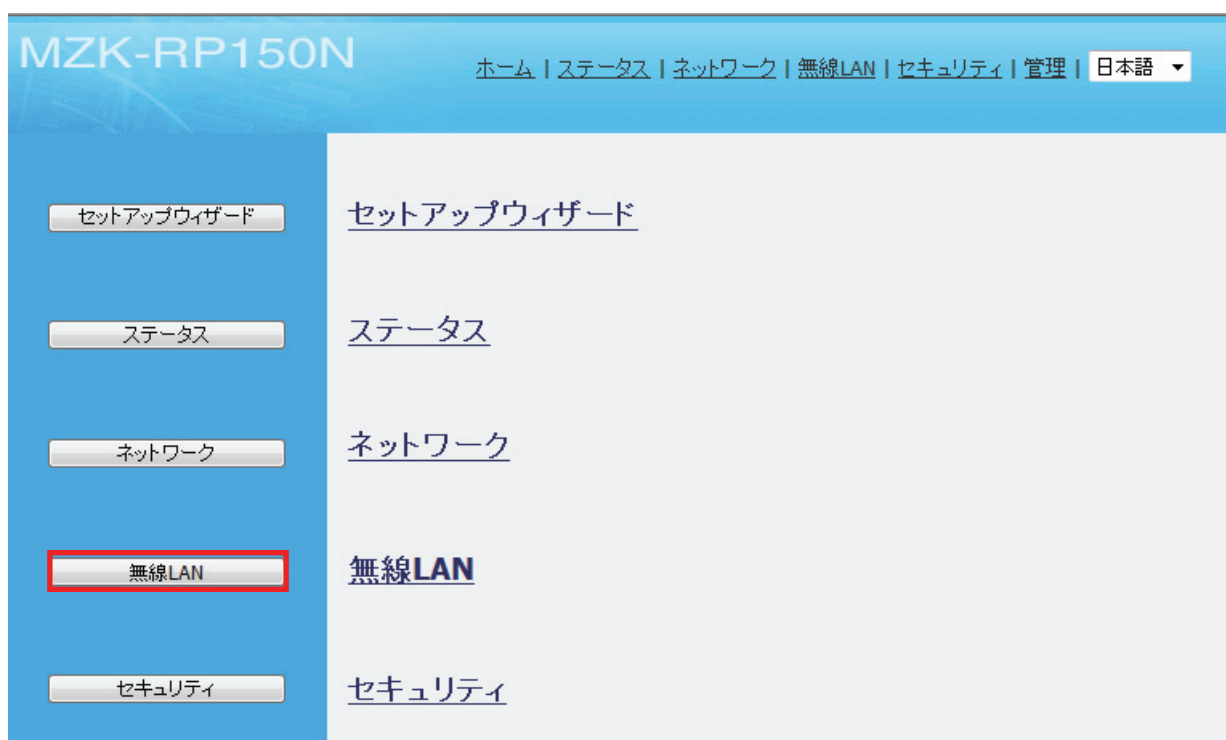 MZK-RP150N
ホーム | ステータス | ネットワーク | 無線LAN | セキュリティ | 管理 | 日本語
セットアップウィザード セットアップウィザード
ステータス ステータス
ネットワーク ネットワーク
無線LAN 無線LAN
セキュリティ セキュリティ